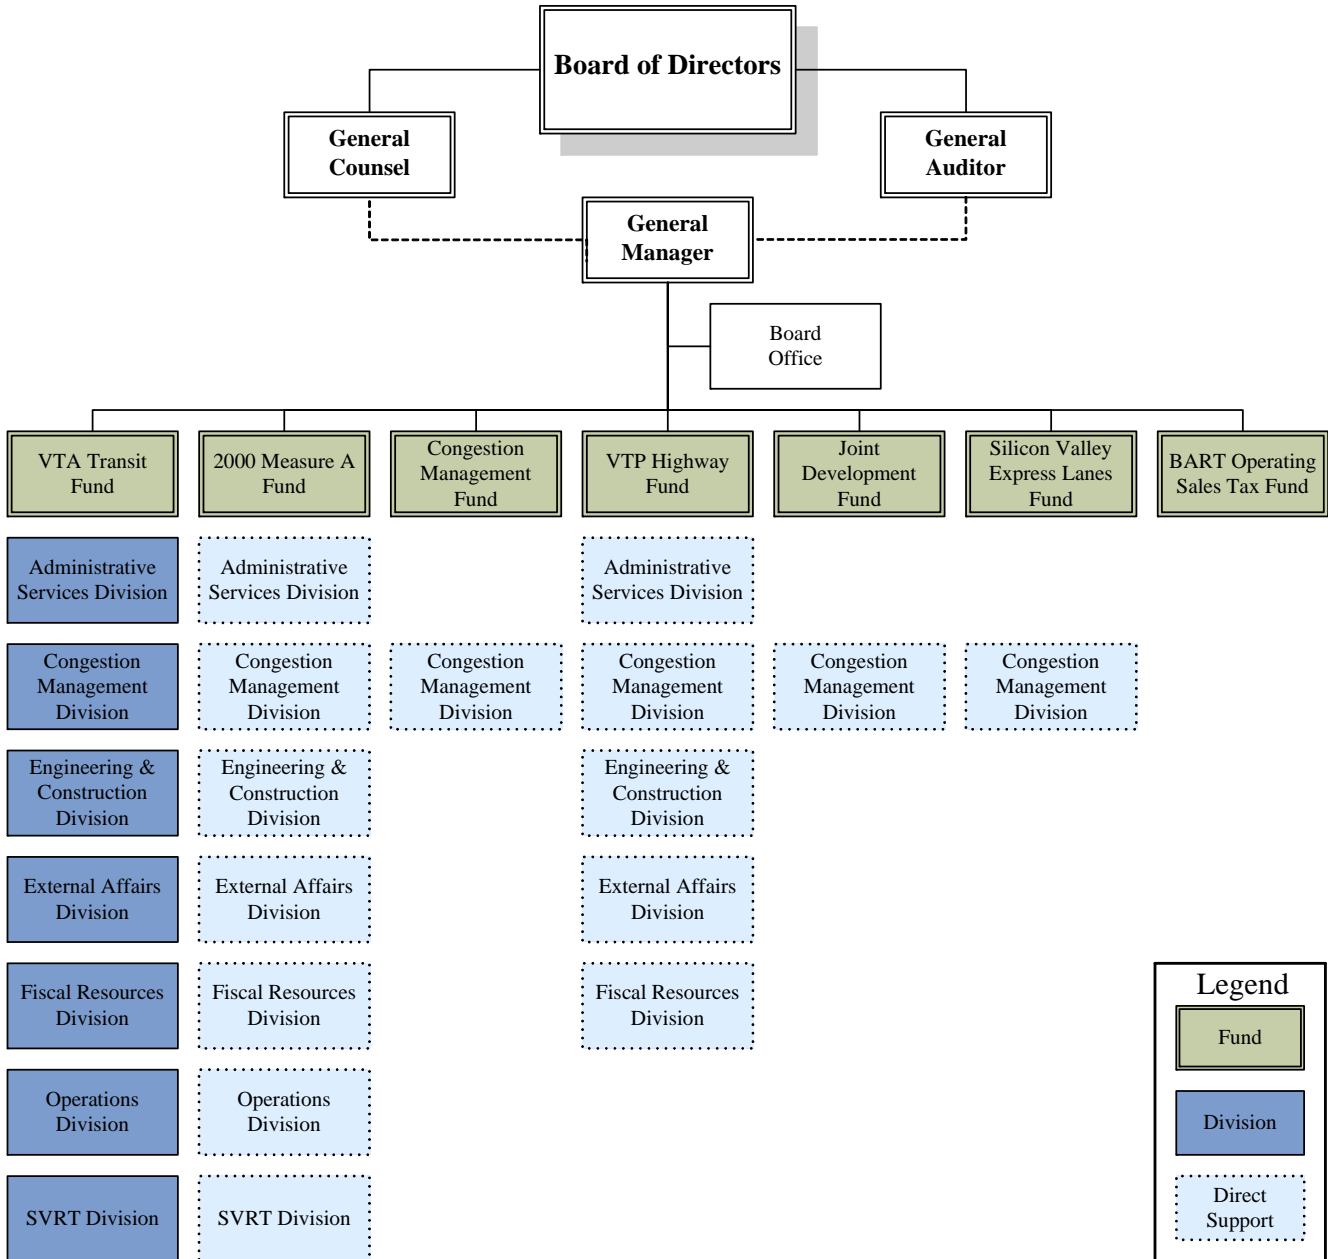 Board of Directors
General
Counsel
General
Auditor
General
Manager
Board
Office
VTA Transit
Fund
2000 Measure A
Fund
Congestion
Management
Fund
VTP Highway
Fund
Joint
Development
Fund
Silicon Valley
Express Lanes
Fund
BART Operating
Sales Tax Fund
Administrative
Services Division
Administrative
Services Division
Administrative
Services Division
Congestion
Management
Division
Congestion
Management
Division
Congestion
Management
Division
Congestion
Management
Division
Congestion
Management
Division
Congestion
Management
Division
Engineering &
Construction
Division
Engineering &
Construction
Division
Engineering &
Construction
Division
External Affairs
Division
External Affairs
Division
External Affairs
Division
Fiscal Resources
Division
Fiscal Resources
Division
Fiscal Resources
Division
Operations
Division
Operations
Division
SVRT Division
SVRT Division
Legend
Fund
Division
Direct
Support